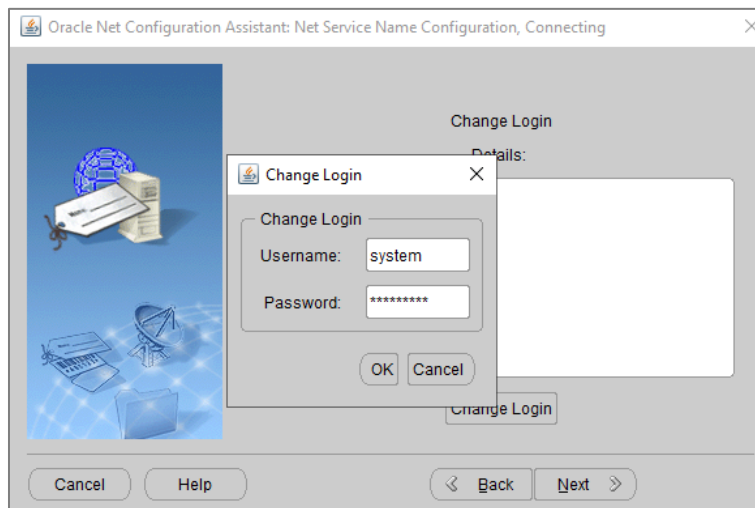 Oracle Net Configuration Assistant: Net Service Name Configuration, Connecting
Change Login
Details:
Change Login
Change Login
Username: system
Password: *********
OK Cancel
Change Login
Cancel Help Back Next